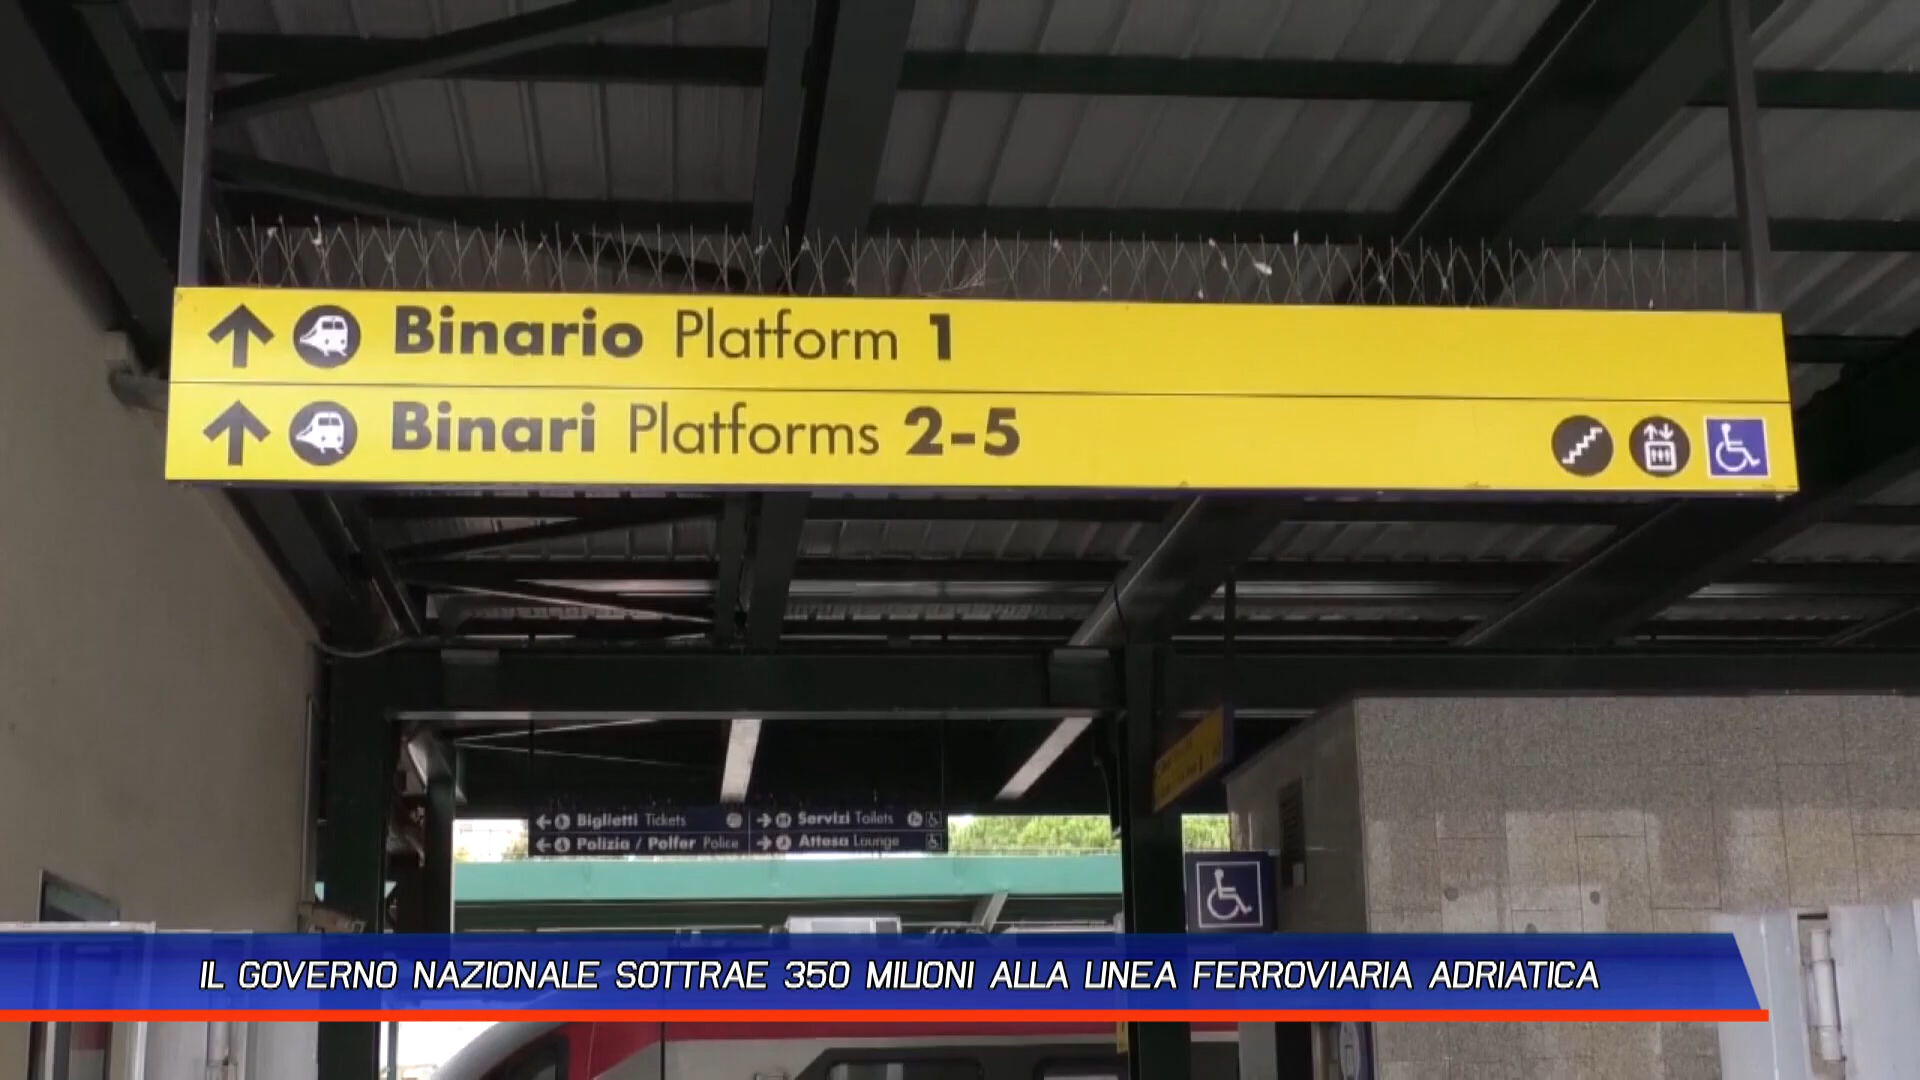 Binario Platform 1
Binari Platforms 2-5
Biglietti Tickets
Servizi Toilets
Polizia / Polfer Police
Attesa Lounge
IL GOVERNO NAZIONALE SOTTRAE 350 MILIONI ALLA LINEA FERROVIARIA ADRIATICA